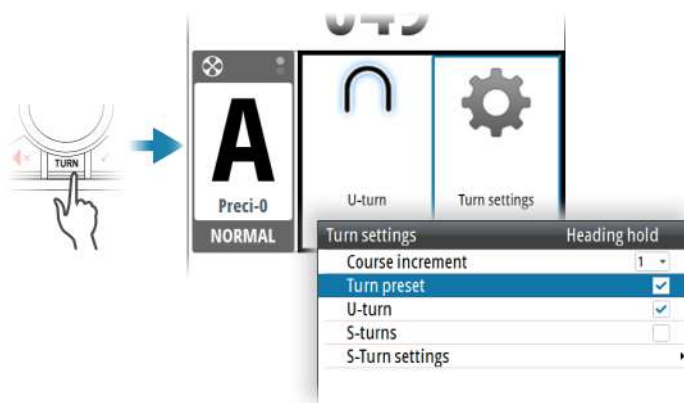 TURN
A
Preci-0
NORMAL
U-turn
Turn settings
Turn settings Heading hold
Course increment 1
Turn preset
U-turn
S-turns
S-Turn settings